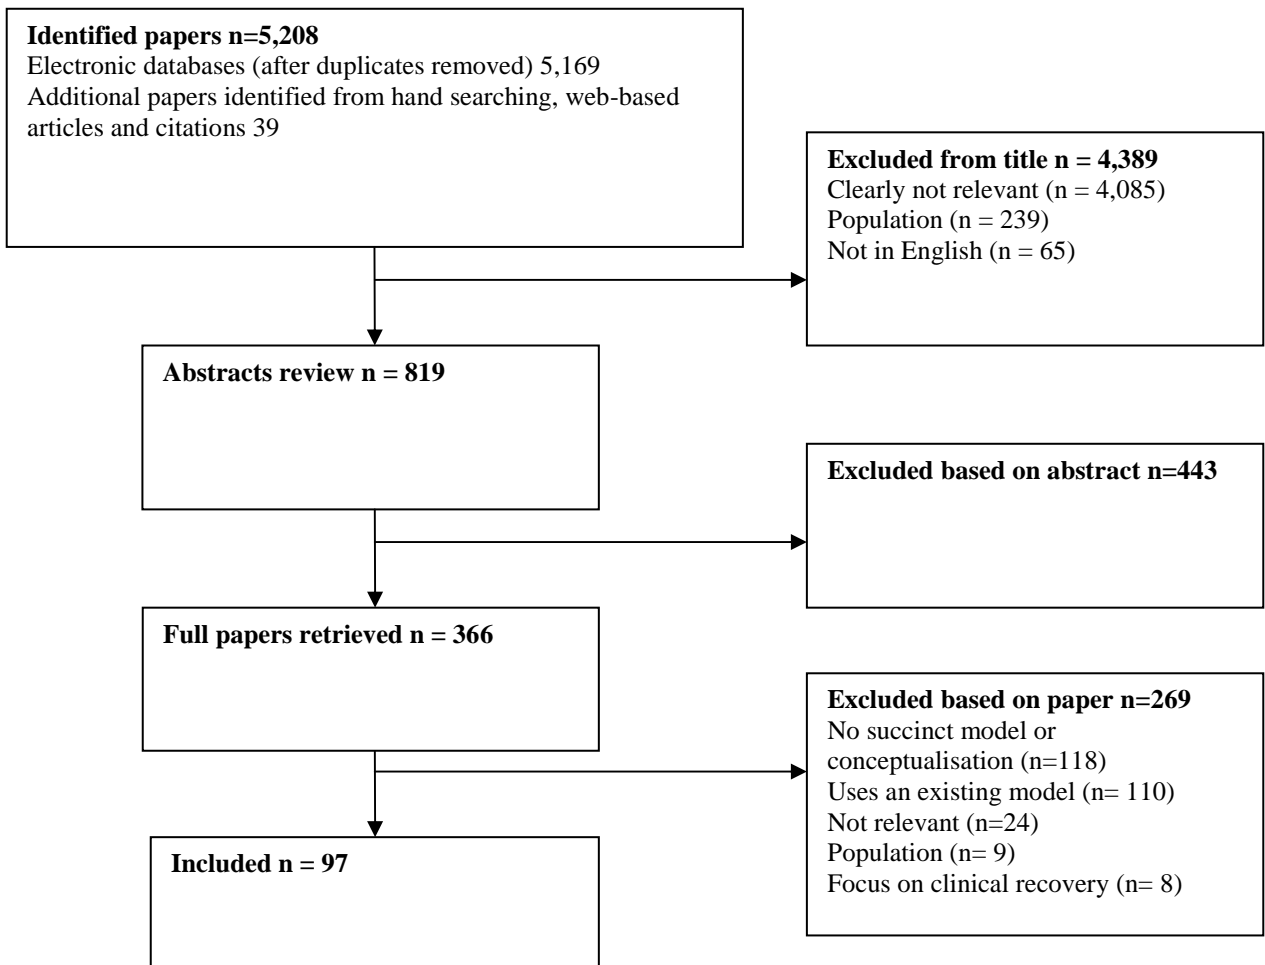 Identified papers n=5,208
Electronic databases (after duplicates removed) 5,169
Additional papers identified from hand searching, web-based
articles and citations 39
Excluded from title n = 4,389
Clearly not relevant (n = 4,085)
Population (n = 239)
Not in English (n = 65)
Abstracts review n = 819
Excluded based on abstract n=443
Full papers retrieved n = 366
Excluded based on paper n=269
No succinct model or
conceptualisation (n=118)
Uses an existing model (n= 110)
Not relevant (n=24)
Population (n= 9)
Focus on clinical recovery (n= 8)
Included n = 97